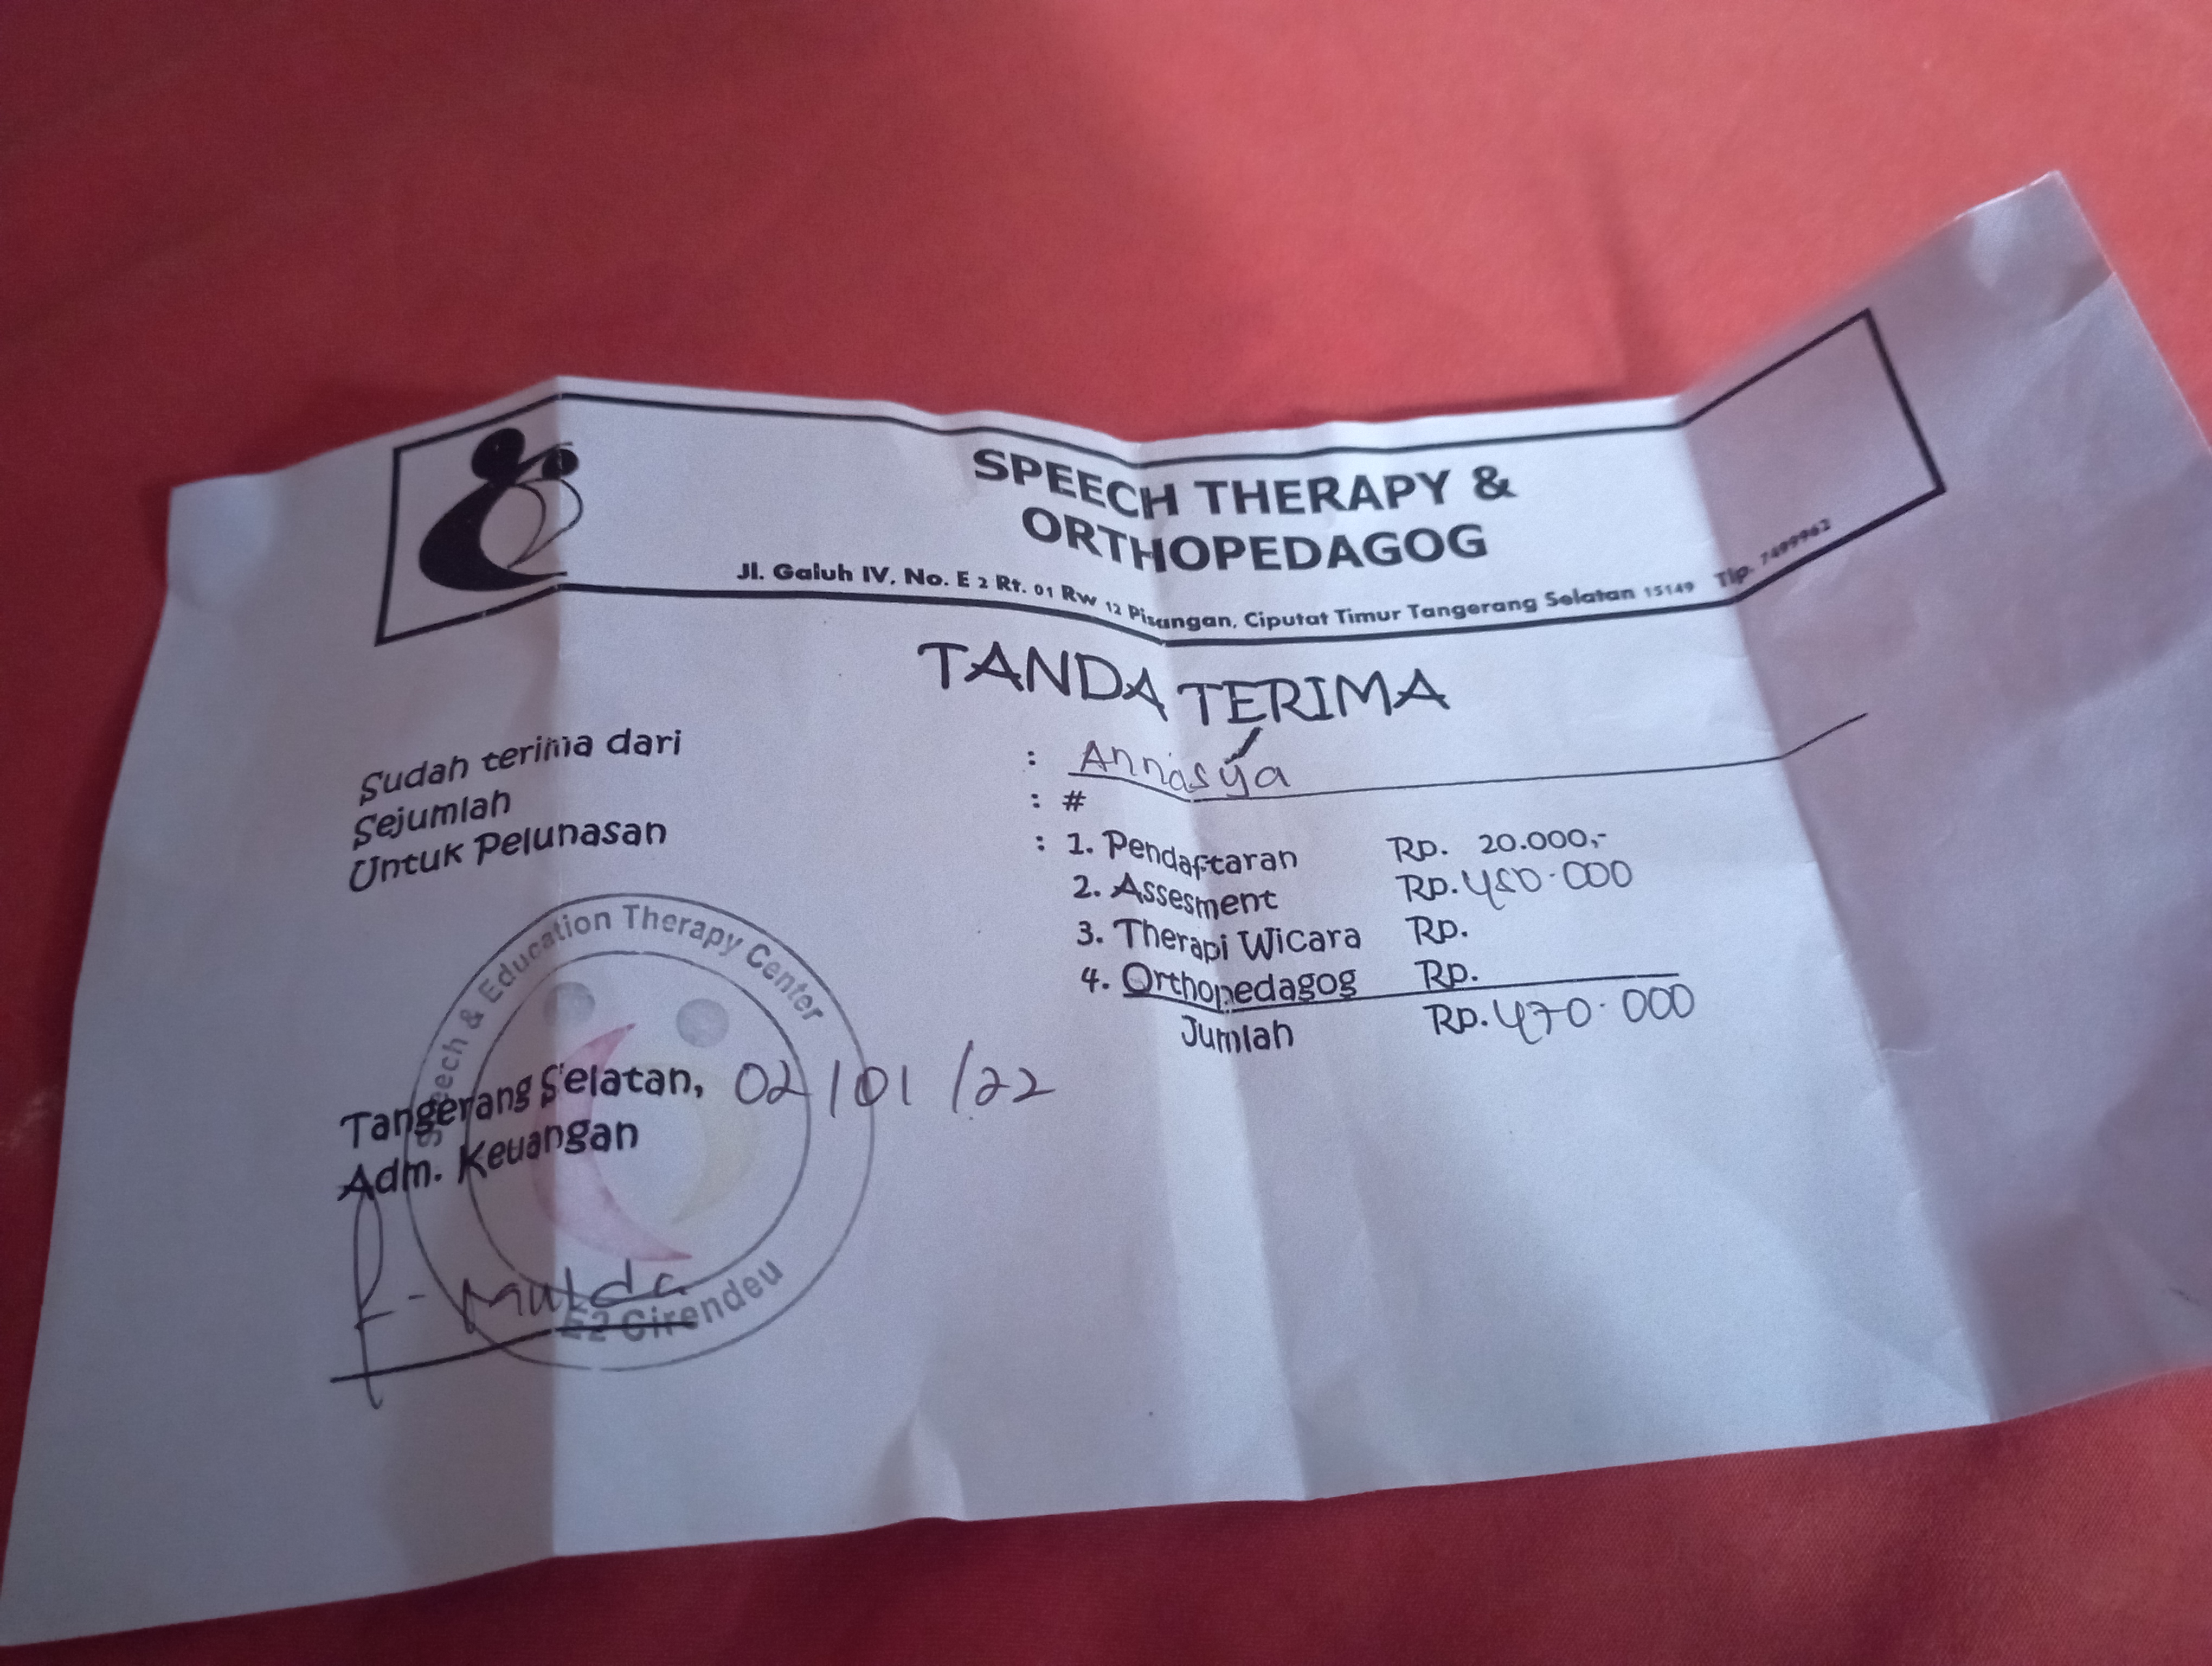 SPEECH THERAPY &
ORTHOPEDAGOG
Jl. Galuh IV, No. E 2 Rt. 01 Rw 12 Pisangan, Ciputat Timur Tangerang Selatan 15149 Tlp. 7499962
TANDA TERIMA
Sudah terima dari : Annasya
Sejumlah : #
Untuk Pelunasan : 1. Pendaftaran Rp. 20.000,-
2. Assesment Rp. 450.000
3. Therapi Wicara Rp.
4. Orthopedagog Rp.
Jumlah Rp. 470.000
Speech & Education Therapy Center
Tangerang Selatan, 02/01/22
Adm. Keuangan
E2 Cirendeu